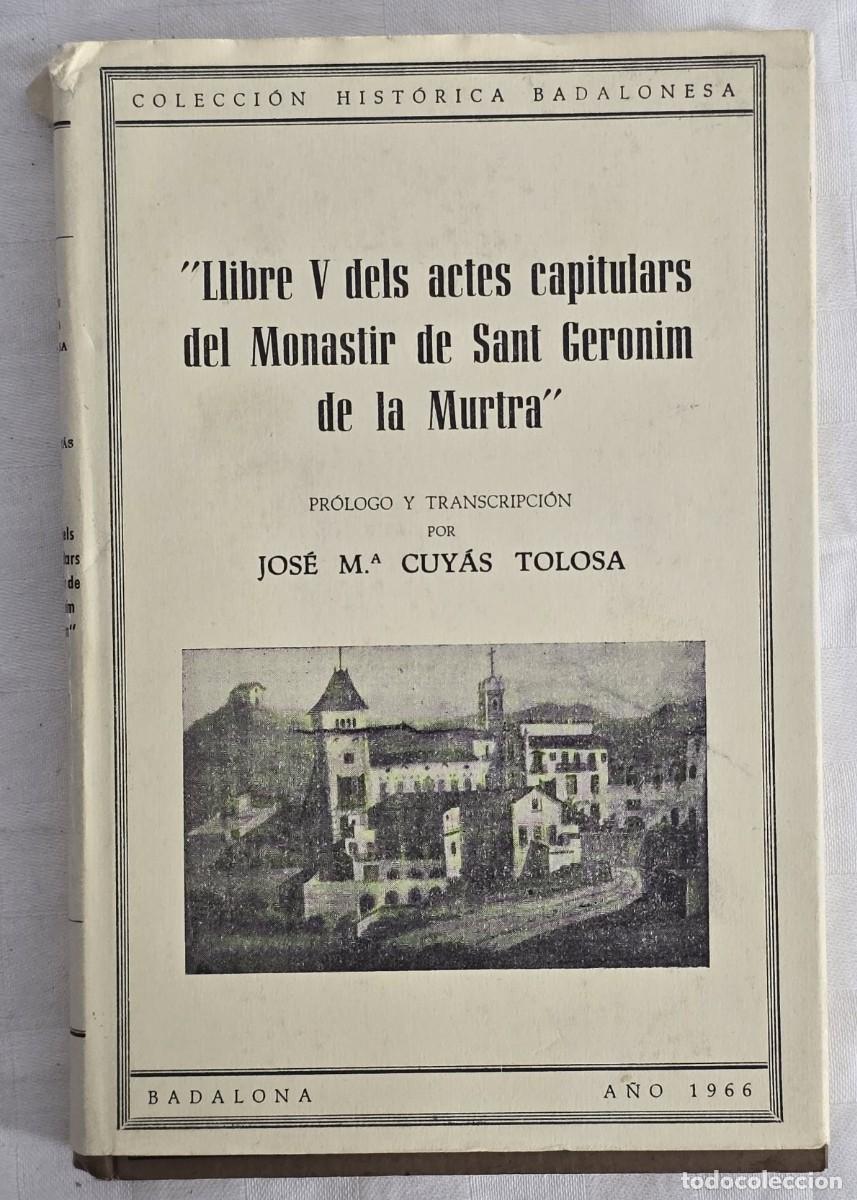 COLECCIÓN HISTÓRICA BADALONESA
"Llibre V dels actes capitulars
del Monastir de Sant Geronim
de la Murtra"
PRÓLOGO Y TRANSCRIPCIÓN
POR
JOSÉ M.ª CUYÁS TOLOSA
BADALONA
AÑO 1966
todocoleccion